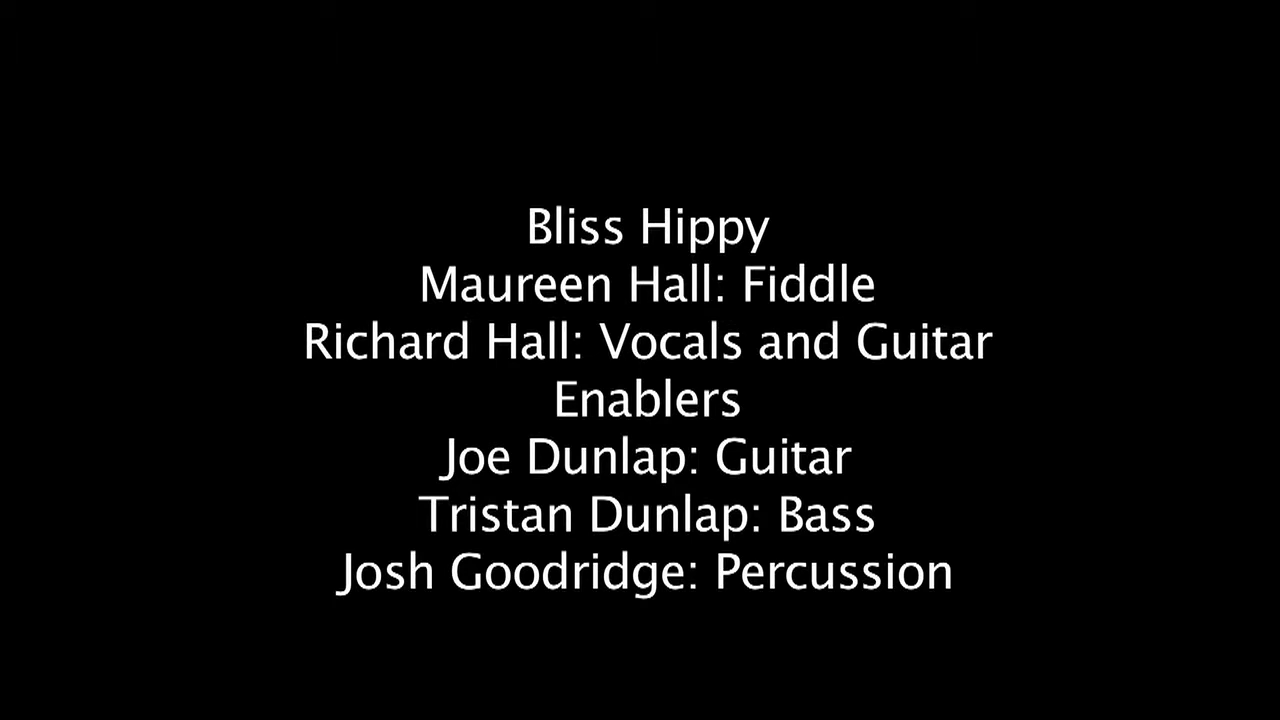 Bliss Hippy
Maureen Hall: Fiddle
Richard Hall: Vocals and Guitar
Enablers
Joe Dunlap: Guitar
Tristan Dunlap: Bass
Josh Goodridge: Percussion